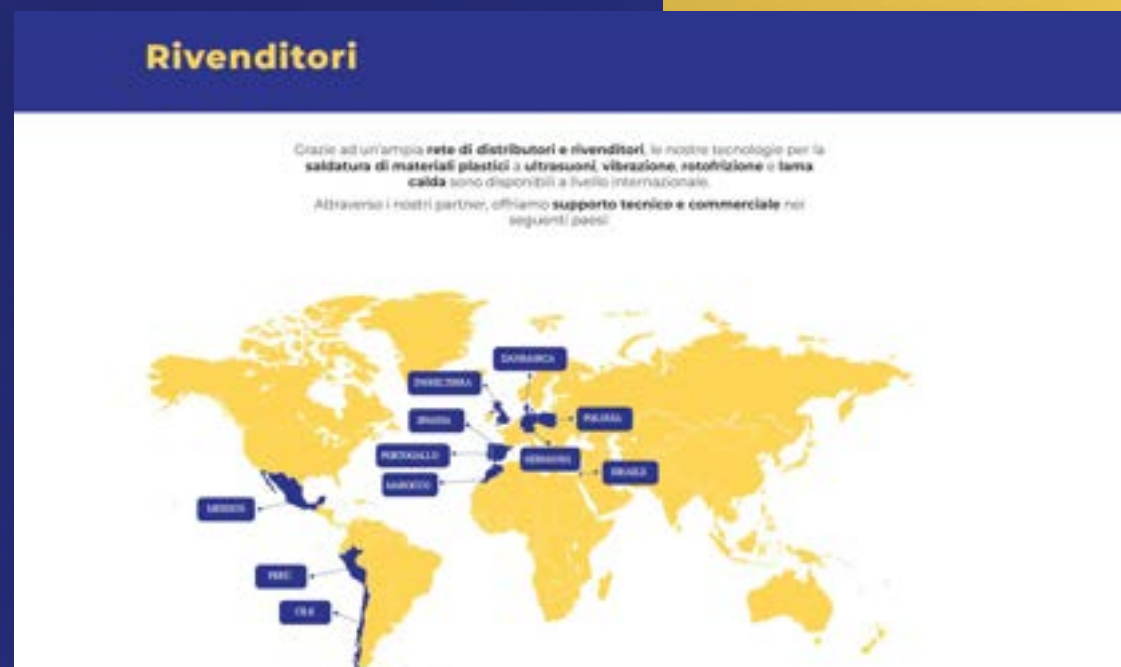 Rivenditori
Grazie ad un'ampia rete di distributori e rivenditori, le nostre tecnologie per la
saldatura di materiali plastici a ultrasuoni, vibrazione, rotofrizione e lama
calda sono disponibili a livello internazionale.
Attraverso i nostri partner, offriamo supporto tecnico e commerciale nei
seguenti paesi:
DANIMARCA
INGHILTERRA
SPAGNA
POLONIA
PORTOGALLO
GERMANIA
ISRAELE
MAROCCO
MESSICO
PERÙ
CILE